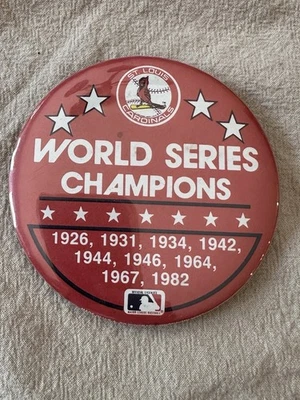 ST. LOUIS
CARDINALS
WORLD SERIES
CHAMPIONS
1926, 1931, 1934, 1942,
1944, 1946, 1964,
1967, 1982